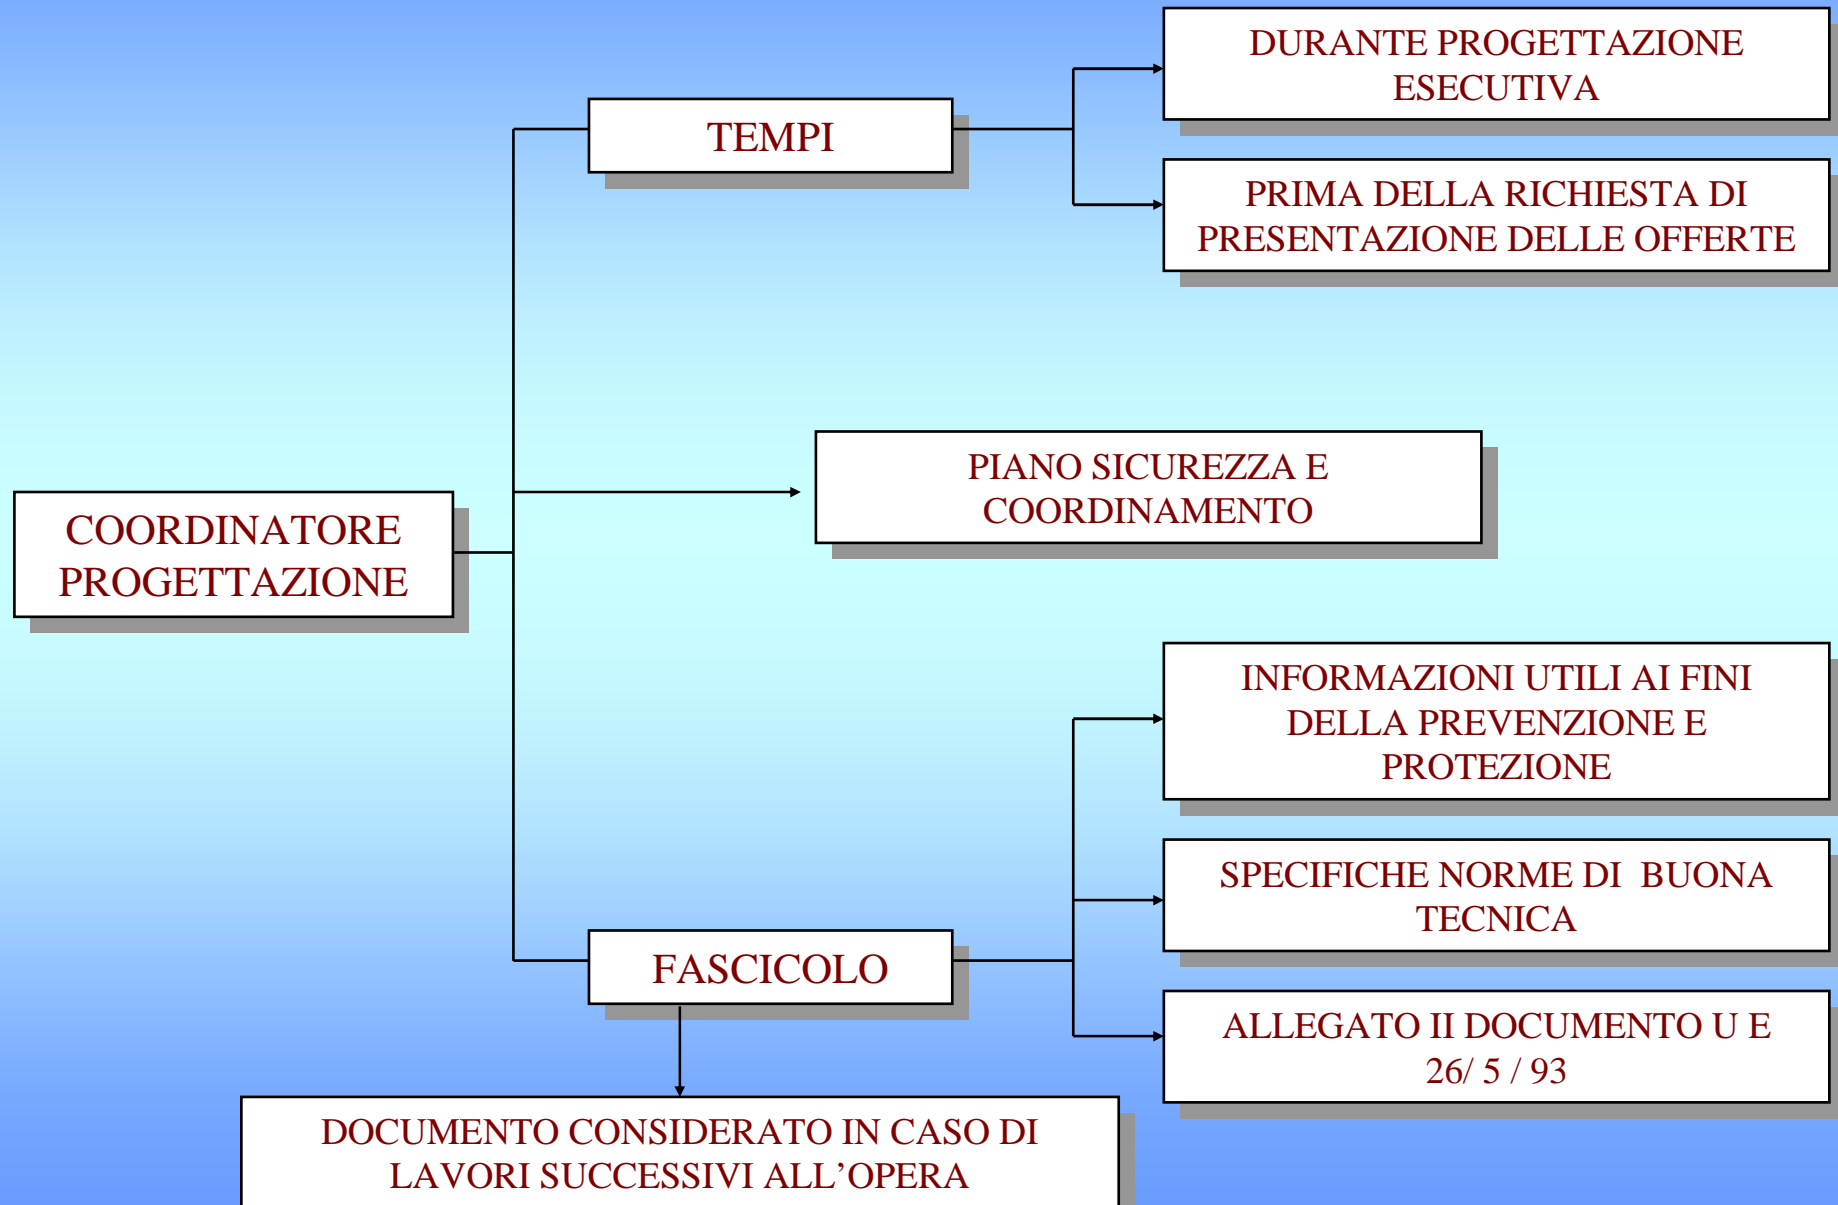 DURANTE PROGETTAZIONE
ESECUTIVA
TEMPI
PRIMA DELLA RICHIESTA DI
PRESENTAZIONE DELLE OFFERTE
PIANO SICUREZZA E
COORDINAMENTO
COORDINATORE
PROGETTAZIONE
INFORMAZIONI UTILI AI FINI
DELLA PREVENZIONE E
PROTEZIONE
SPECIFICHE NORME DI  BUONA
TECNICA
FASCICOLO
ALLEGATO II DOCUMENTO U E
26/ 5 / 93
DOCUMENTO CONSIDERATO IN CASO DI
LAVORI SUCCESSIVI ALL’OPERA